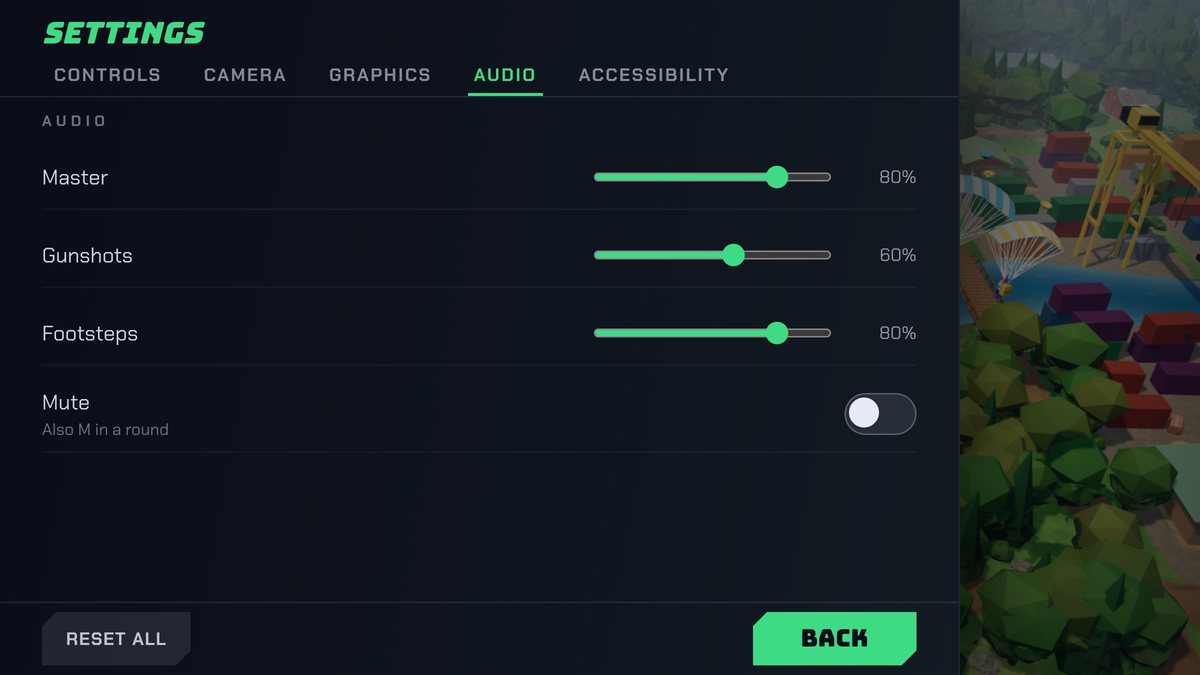 SETTINGS
CONTROLS CAMERA GRAPHICS AUDIO ACCESSIBILITY
AUDIO
Master 80%
Gunshots 60%
Footsteps 80%
Mute
Also M in a round
RESET ALL BACK